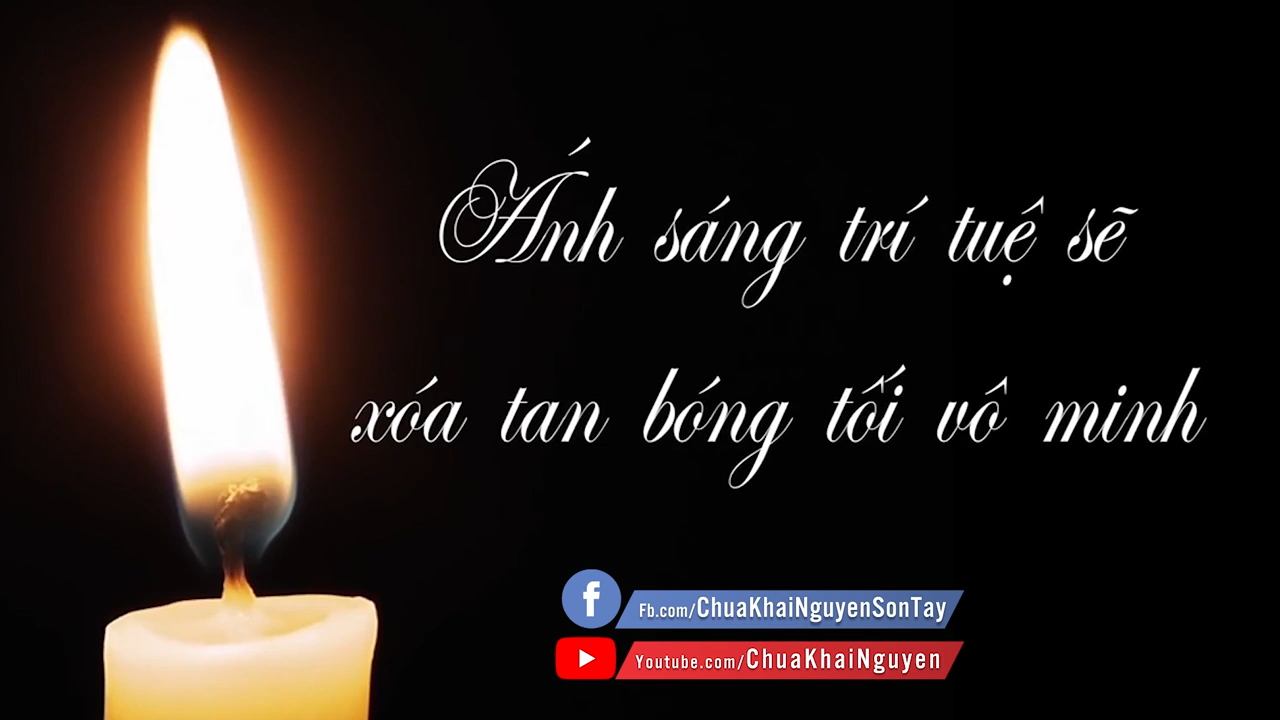 Ánh sáng trí tuệ sẽ
xóa tan bóng tối vô minh
Fb.com/ChuaKhaiNguyenSonTay
Youtube.com/ChuaKhaiNguyen